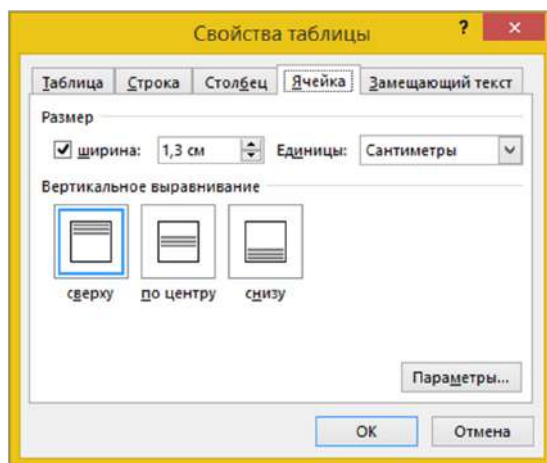 Свойства таблицы ? ×
Таблица Строка Столбец Ячейка Замещающий текст
Размер
ширина: 1,3 см Единицы: Сантиметры
Вертикальное выравнивание
сверху по центру снизу
Параметры...
ОК Отмена